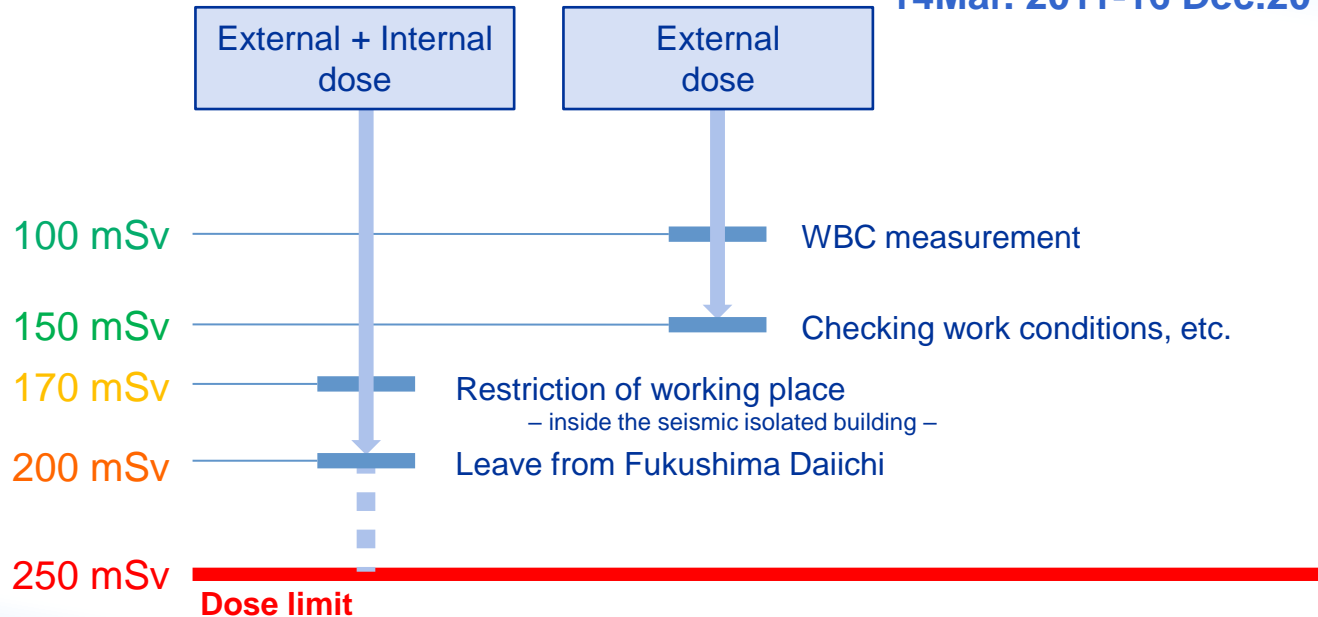 External + Internal
dose
External
dose
100 mSv
WBC measurement
150 mSv
Checking work conditions, etc.
170 mSv
Restriction of working place
– inside the seismic isolated building –
200 mSv
Leave from Fukushima Daiichi
250 mSv
Dose limit